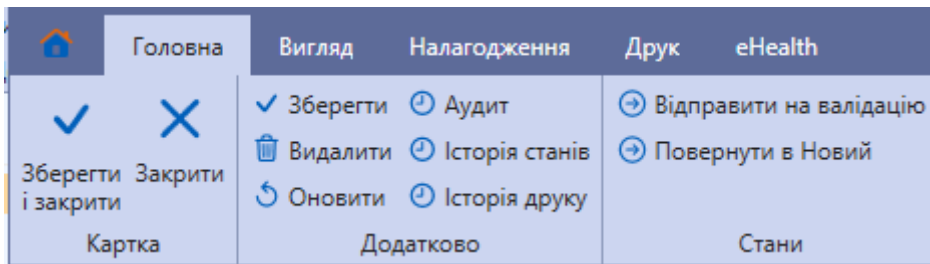 Головна Вигляд Налагодження Друк eHealth
Зберегти і закрити
Закрити
Картка
Зберегти
Видалити
Оновити
Аудит
Історія станів
Історія друку
Додатково
Відправити на валідацію
Повернути в Новий
Стани